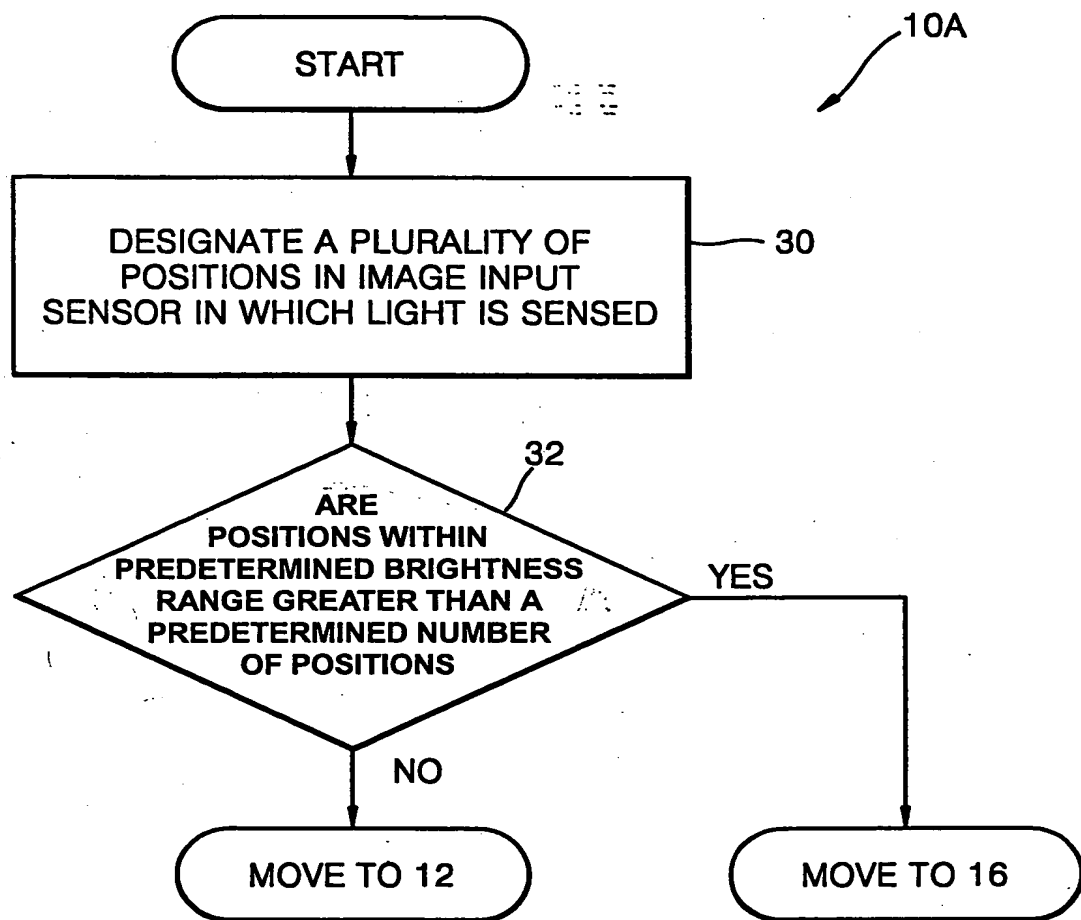 10A
START
DESIGNATE A PLURALITY OF
POSITIONS IN IMAGE INPUT
SENSOR IN WHICH LIGHT IS SENSED
30
32
ARE
POSITIONS WITHIN
PREDETERMINED BRIGHTNESS
RANGE GREATER THAN A
PREDETERMINED NUMBER
OF POSITIONS
YES
NO
MOVE TO 12
MOVE TO 16